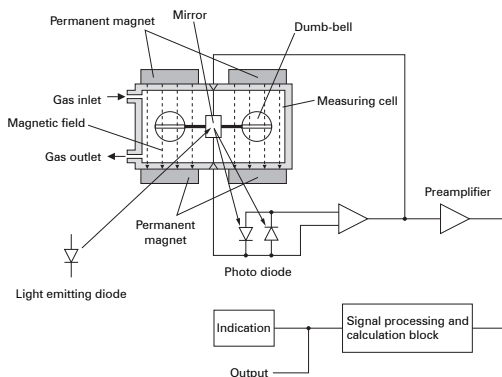 Mirror
Permanent magnet
Dumb-bell
Gas inlet
Measuring cell
Magnetic field
Gas outlet
Preamplifier
Permanent
magnet
Photo diode
Light emitting diode
Indication
Signal processing and
calculation block
Output